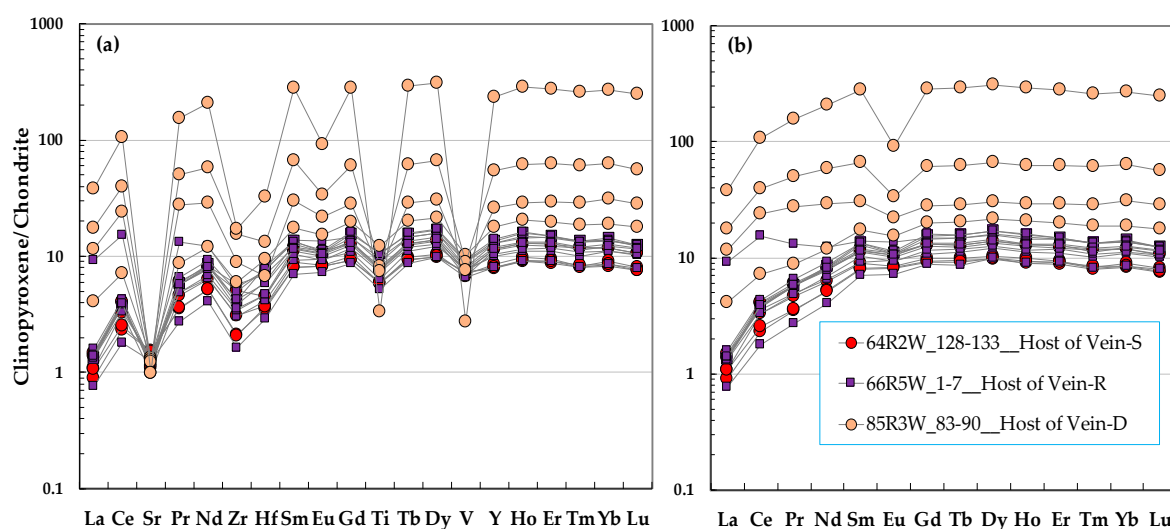 (a)
1000
100
10
1
0.1
Clinopyroxene/Chondrite
La Ce Sr Pr Nd Zr Hf Sm Eu Gd Ti Tb Dy V Y Ho Er Tm Yb Lu
(b)
1000
100
10
1
0.1
64R2W_128-133__Host of Vein-S
66R5W_1-7__Host of Vein-R
85R3W_83-90__Host of Vein-D
La Ce Pr Nd Sm Eu Gd Tb Dy Ho Er Tm Yb Lu